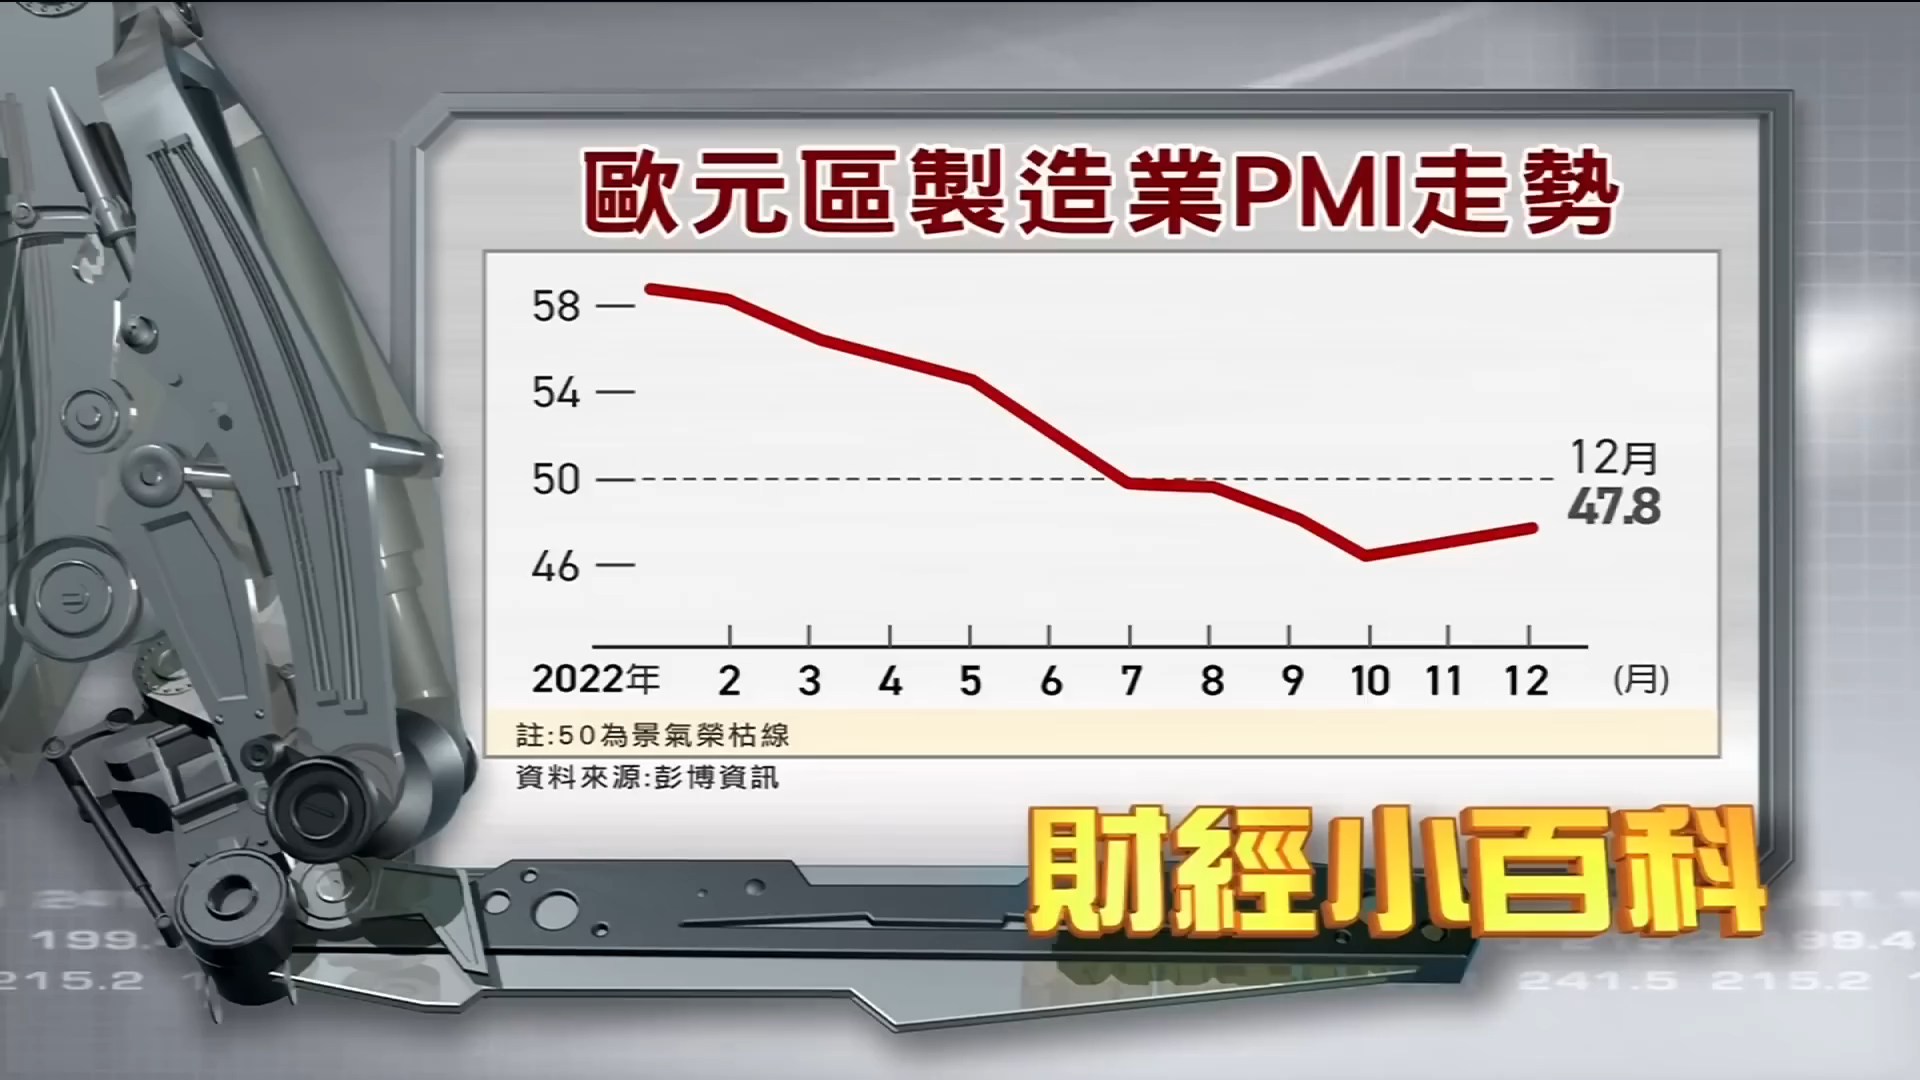 歐元區製造業PMI走勢
58
54
50
46
12月
47.8
2022年 2 3 4 5 6 7 8 9 10 11 12 (月)
註:50為景氣榮枯線
資料來源:彭博資訊
財經小百科
199.
215.2
241.5 215.2